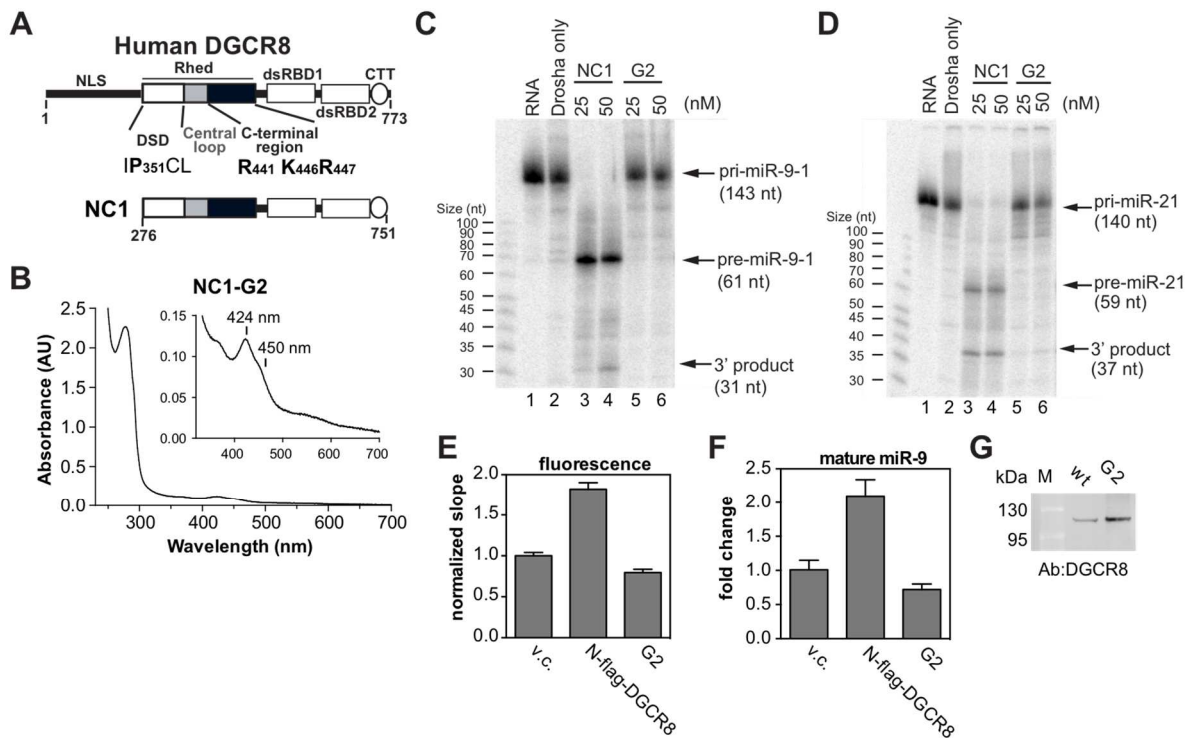 A
Human DGCR8
Rhed
NLS
dsRBD1
CTT
dsRBD2
1
773
DSD
Central
loop
C-terminal
region
IP351CL
R441 K446R447
NC1
276
751
B
NC1-G2
Absorbance (AU)
2.5
2.0
1.5
1.0
0.5
0.0
300
400
500
600
700
Wavelength (nm)
0.15
0.10
0.05
0.00
424 nm
450 nm
400
500
600
700
C
RNA
Drosha only
NC1
G2
25
50
25
50
(nM)
Size (nt)
100
90
80
70
60
50
45
40
35
30
pri-miR-9-1
(143 nt)
pre-miR-9-1
(61 nt)
3' product
(31 nt)
1 2 3 4 5 6
D
RNA
Drosha only
NC1
G2
25
50
25
50
(nM)
Size (nt)
100
90
80
70
60
50
45
40
35
30
pri-miR-21
(140 nt)
pre-miR-21
(59 nt)
3' product
(37 nt)
1 2 3 4 5 6
E
fluorescence
normalized slope
2.0
1.5
1.0
0.5
0.0
v.c.
N-flag-DGCR8
G2
F
mature miR-9
fold change
2.5
2.0
1.5
1.0
0.5
0.0
v.c.
N-flag-DGCR8
G2
G
kDa M wt G2
130
95
Ab:DGCR8